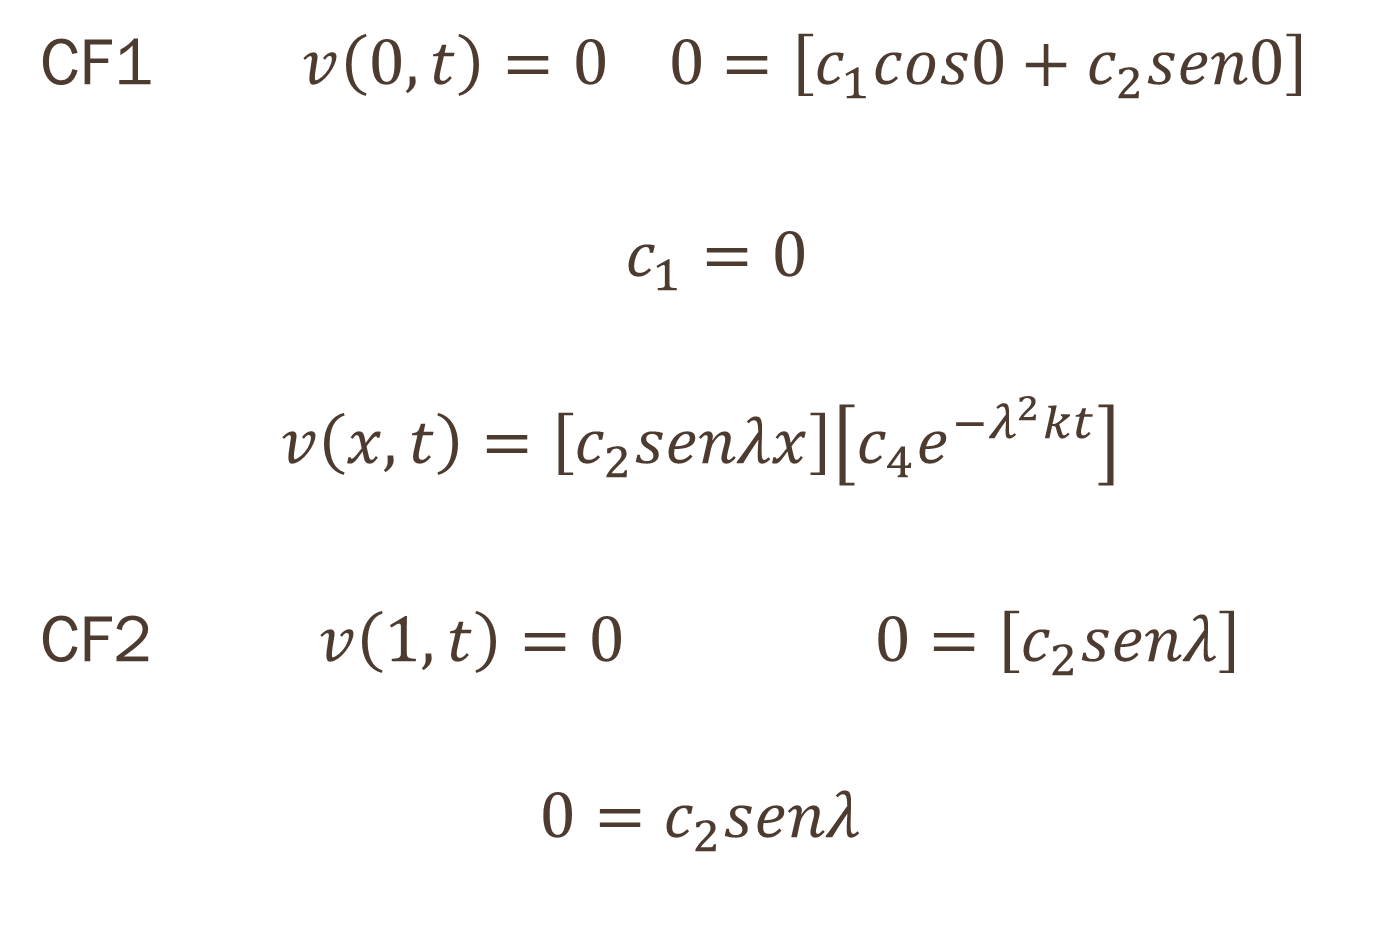 CF1 v(0, t) = 0 0 = [c₁cos0 + c₂sen0]
c₁ = 0
v(x, t) = [c₂senλx][c₄e^{−λ²kt}]
CF2 v(1, t) = 0 0 = [c₂senλ]
0 = c₂senλ